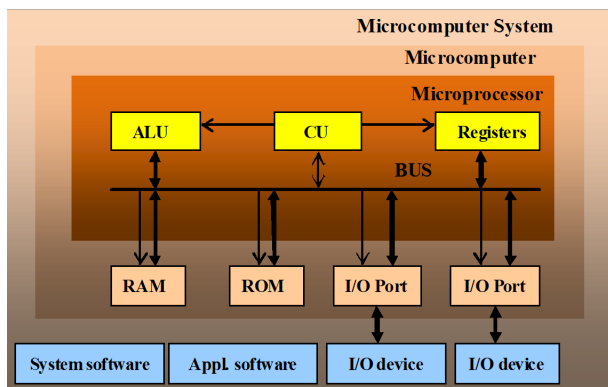 Microcomputer System
Microcomputer
Microprocessor
ALU
CU
Registers
BUS
RAM
ROM
I/O Port
I/O Port
System software
Appl. software
I/O device
I/O device